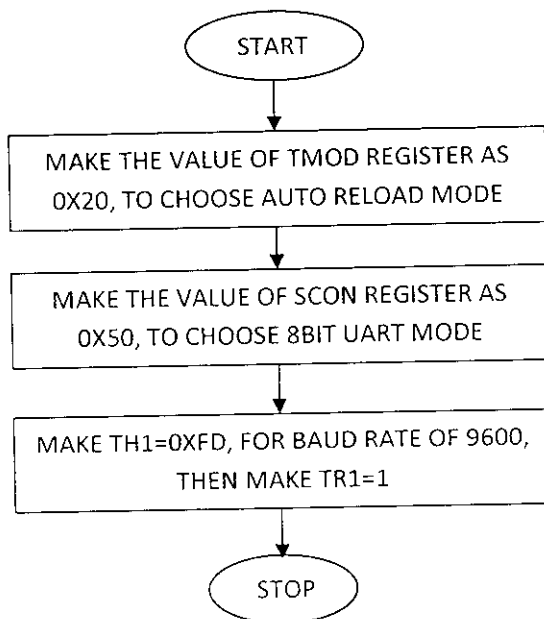 START
MAKE THE VALUE OF TMOD REGISTER AS
0X20, TO CHOOSE AUTO RELOAD MODE
MAKE THE VALUE OF SCON REGISTER AS
0X50, TO CHOOSE 8BIT UART MODE
MAKE TH1=0XFD, FOR BAUD RATE OF 9600,
THEN MAKE TR1=1
STOP